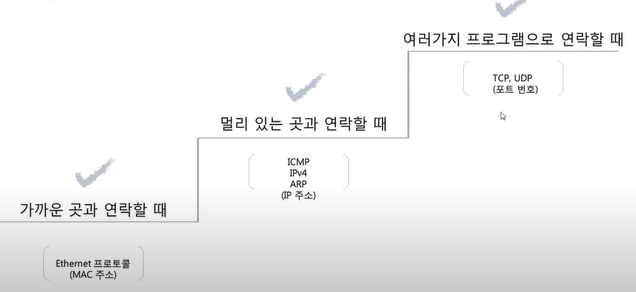 여러가지 프로그램으로 연락할 때
TCP, UDP
(포트 번호)
멀리 있는 곳과 연락할 때
ICMP
IPv4
ARP
(IP 주소)
가까운 곳과 연락할 때
Ethernet 프로토콜
(MAC 주소)